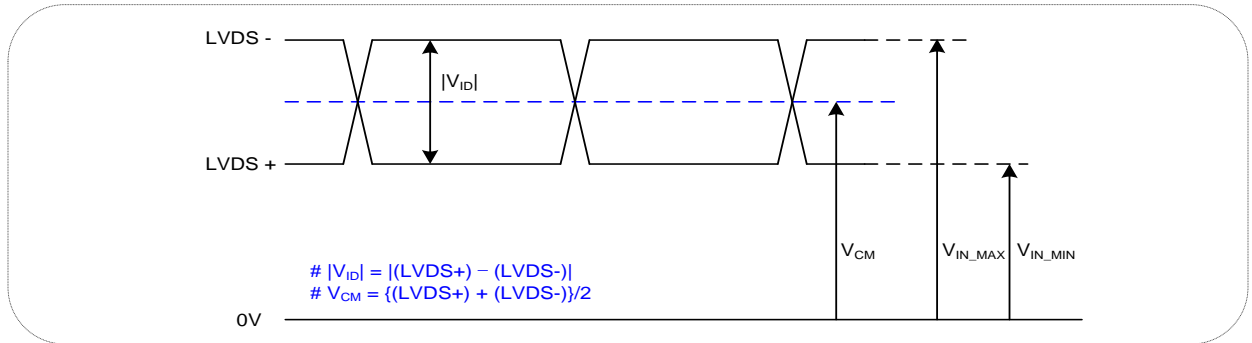 LVDS -
|VID|
LVDS +
VCM
VIN_MAX
VIN_MIN
# |VID| = |(LVDS+) − (LVDS-)|
# VCM = {(LVDS+) + (LVDS-)}/2
0V